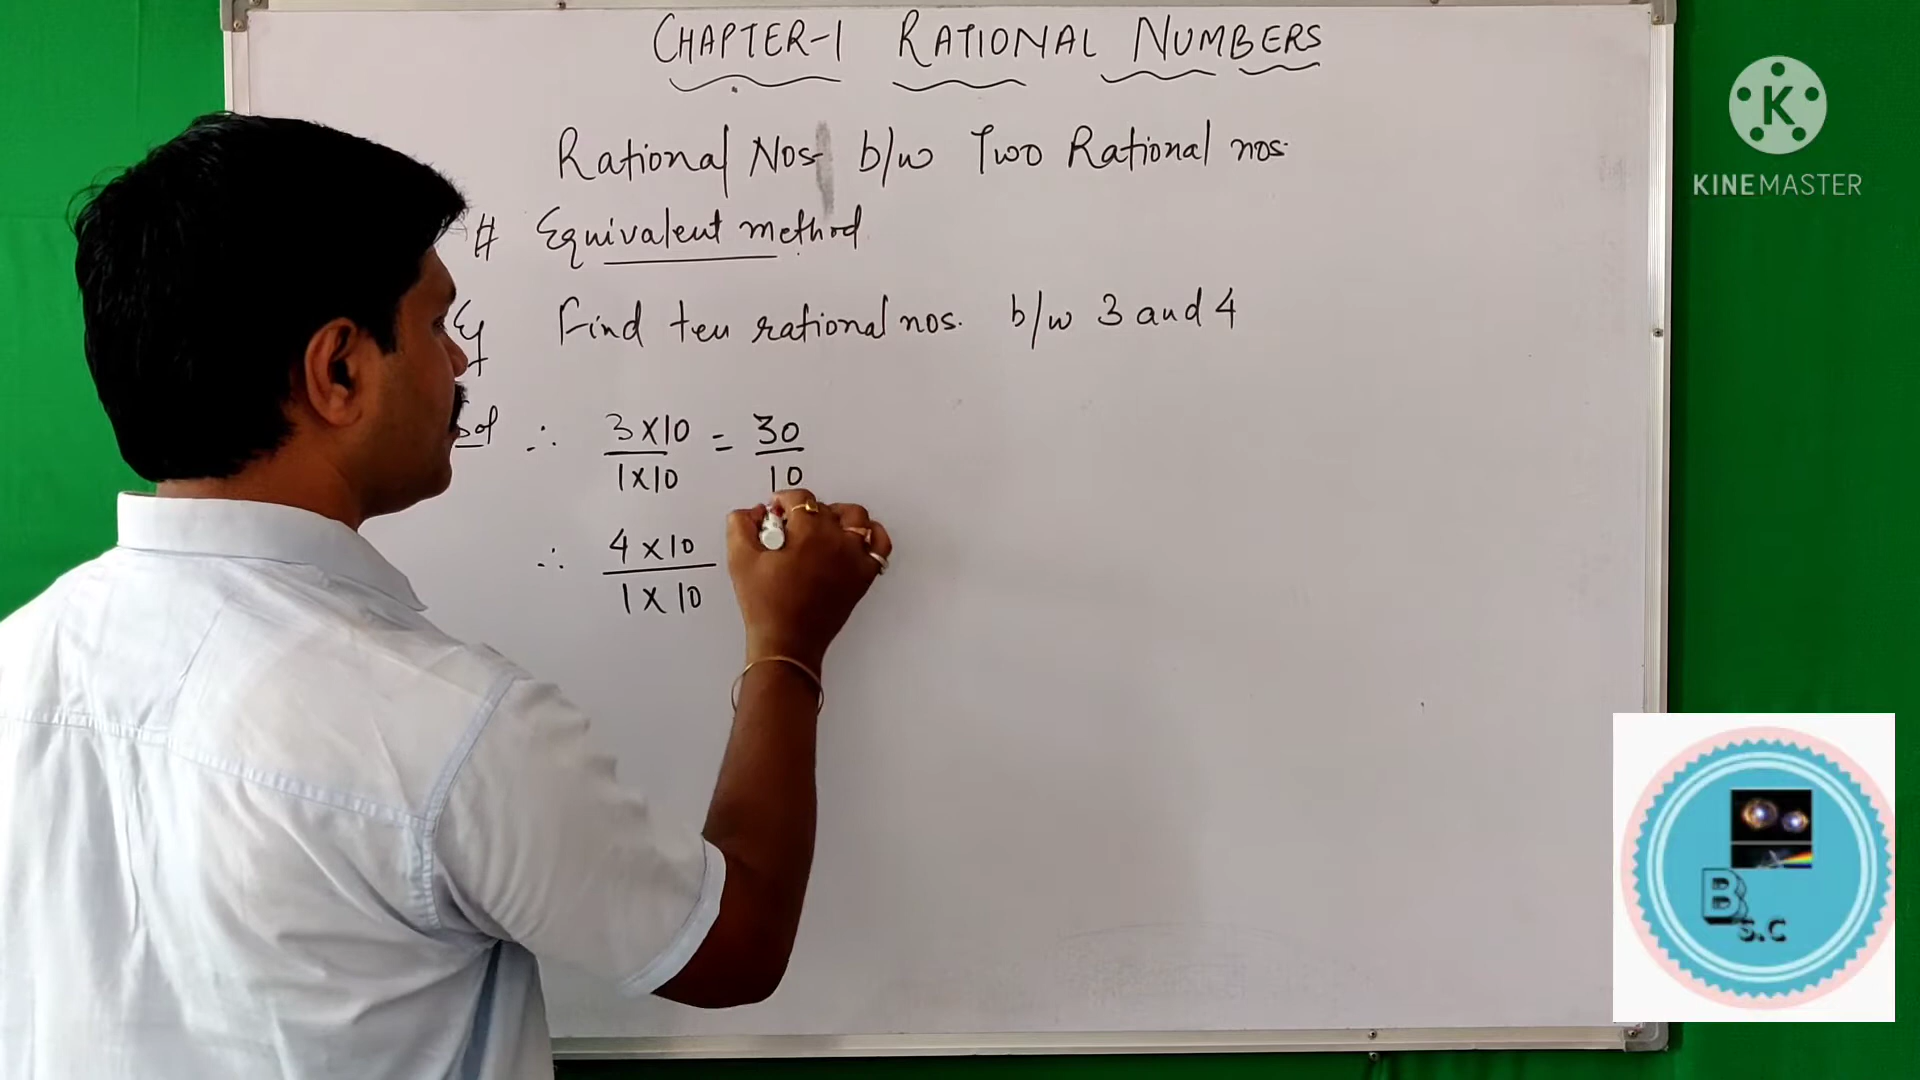 CHAPTER-1 RATIONAL NUMBERS
Rational Nos b/w Two Rational nos.
# Equivalent method
Eg Find ten rational nos. b/w 3 and 4
Sol ∴ 3×10/1×10 = 30/10
∴ 4×10/1×10
K
KINEMASTER
B
S.C